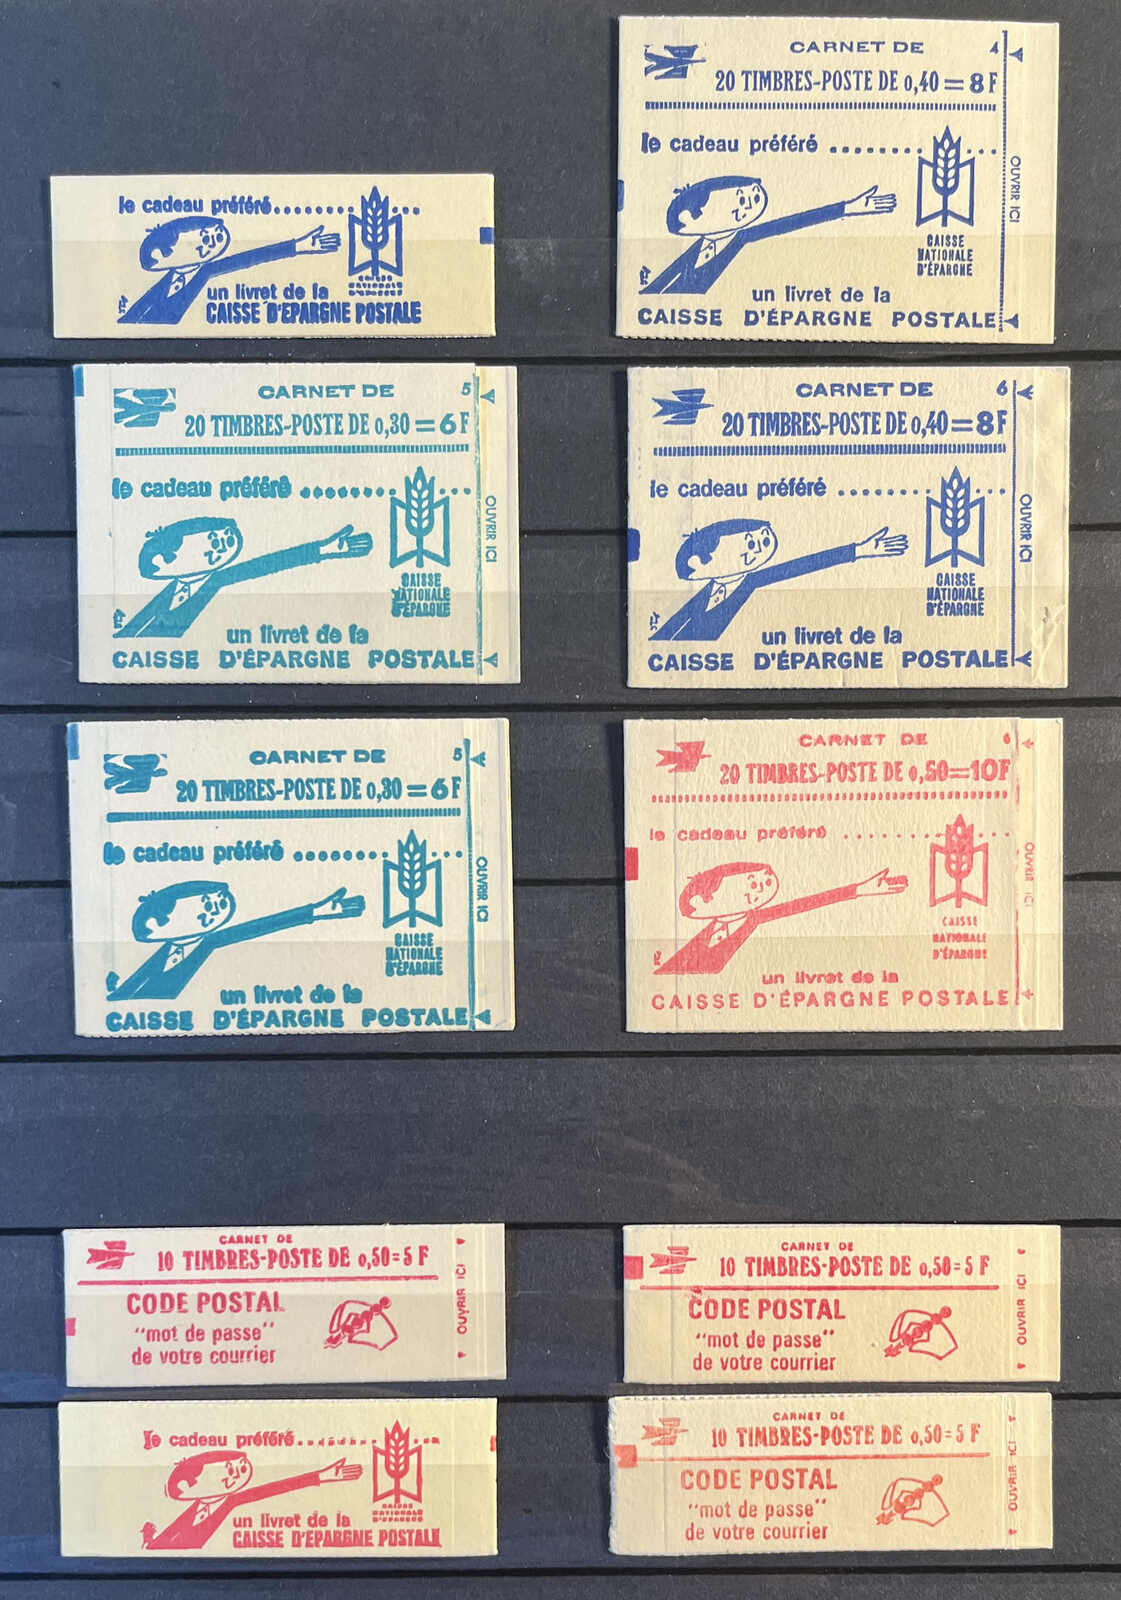 le cadeau préféré........ ...
CAISSE
NATIONALE
D'ÉPARGNE
un livret de la
CAISSE D'ÉPARGNE POSTALE
CARNET DE 4
20 TIMBRES-POSTE DE 0,40 = 8 F
le cadeau préféré ........ ...
CAISSE
NATIONALE
D'ÉPARGNE
un livret de la
CAISSE D'ÉPARGNE POSTALE
OUVRIR ICI
CARNET DE 5
20 TIMBRES-POSTE DE 0,30 = 6 F
le cadeau préféré ........ ...
CAISSE
NATIONALE
D'ÉPARGNE
un livret de la
CAISSE D'ÉPARGNE POSTALE
OUVRIR ICI
CARNET DE 6
20 TIMBRES-POSTE DE 0,40 = 8 F
le cadeau préféré ........ ...
CAISSE
NATIONALE
D'ÉPARGNE
un livret de la
CAISSE D'ÉPARGNE POSTALE
OUVRIR ICI
CARNET DE 5
20 TIMBRES-POSTE DE 0,30 = 6 F
le cadeau préféré ........ ...
CAISSE
NATIONALE
D'ÉPARGNE
un livret de la
CAISSE D'ÉPARGNE POSTALE
OUVRIR ICI
CARNET DE 6
20 TIMBRES-POSTE DE 0,50 = 10F
le cadeau préféré ........ ...
CAISSE
NATIONALE
D'ÉPARGNE
un livret de la
CAISSE D'ÉPARGNE POSTALE
OUVRIR ICI
CARNET DE
10 TIMBRES-POSTE DE 0,50 = 5 F
CODE POSTAL
"mot de passe"
de votre courrier
OUVRIR ICI
CARNET DE
10 TIMBRES-POSTE DE 0,50 = 5 F
CODE POSTAL
"mot de passe"
de votre courrier
OUVRIR ICI
le cadeau préféré........ ...
CAISSE
NATIONALE
D'ÉPARGNE
un livret de la
CAISSE D'ÉPARGNE POSTALE
CARNET DE
10 TIMBRES-POSTE DE 0,50 = 5 F
CODE POSTAL
"mot de passe"
de votre courrier
OUVRIR ICI